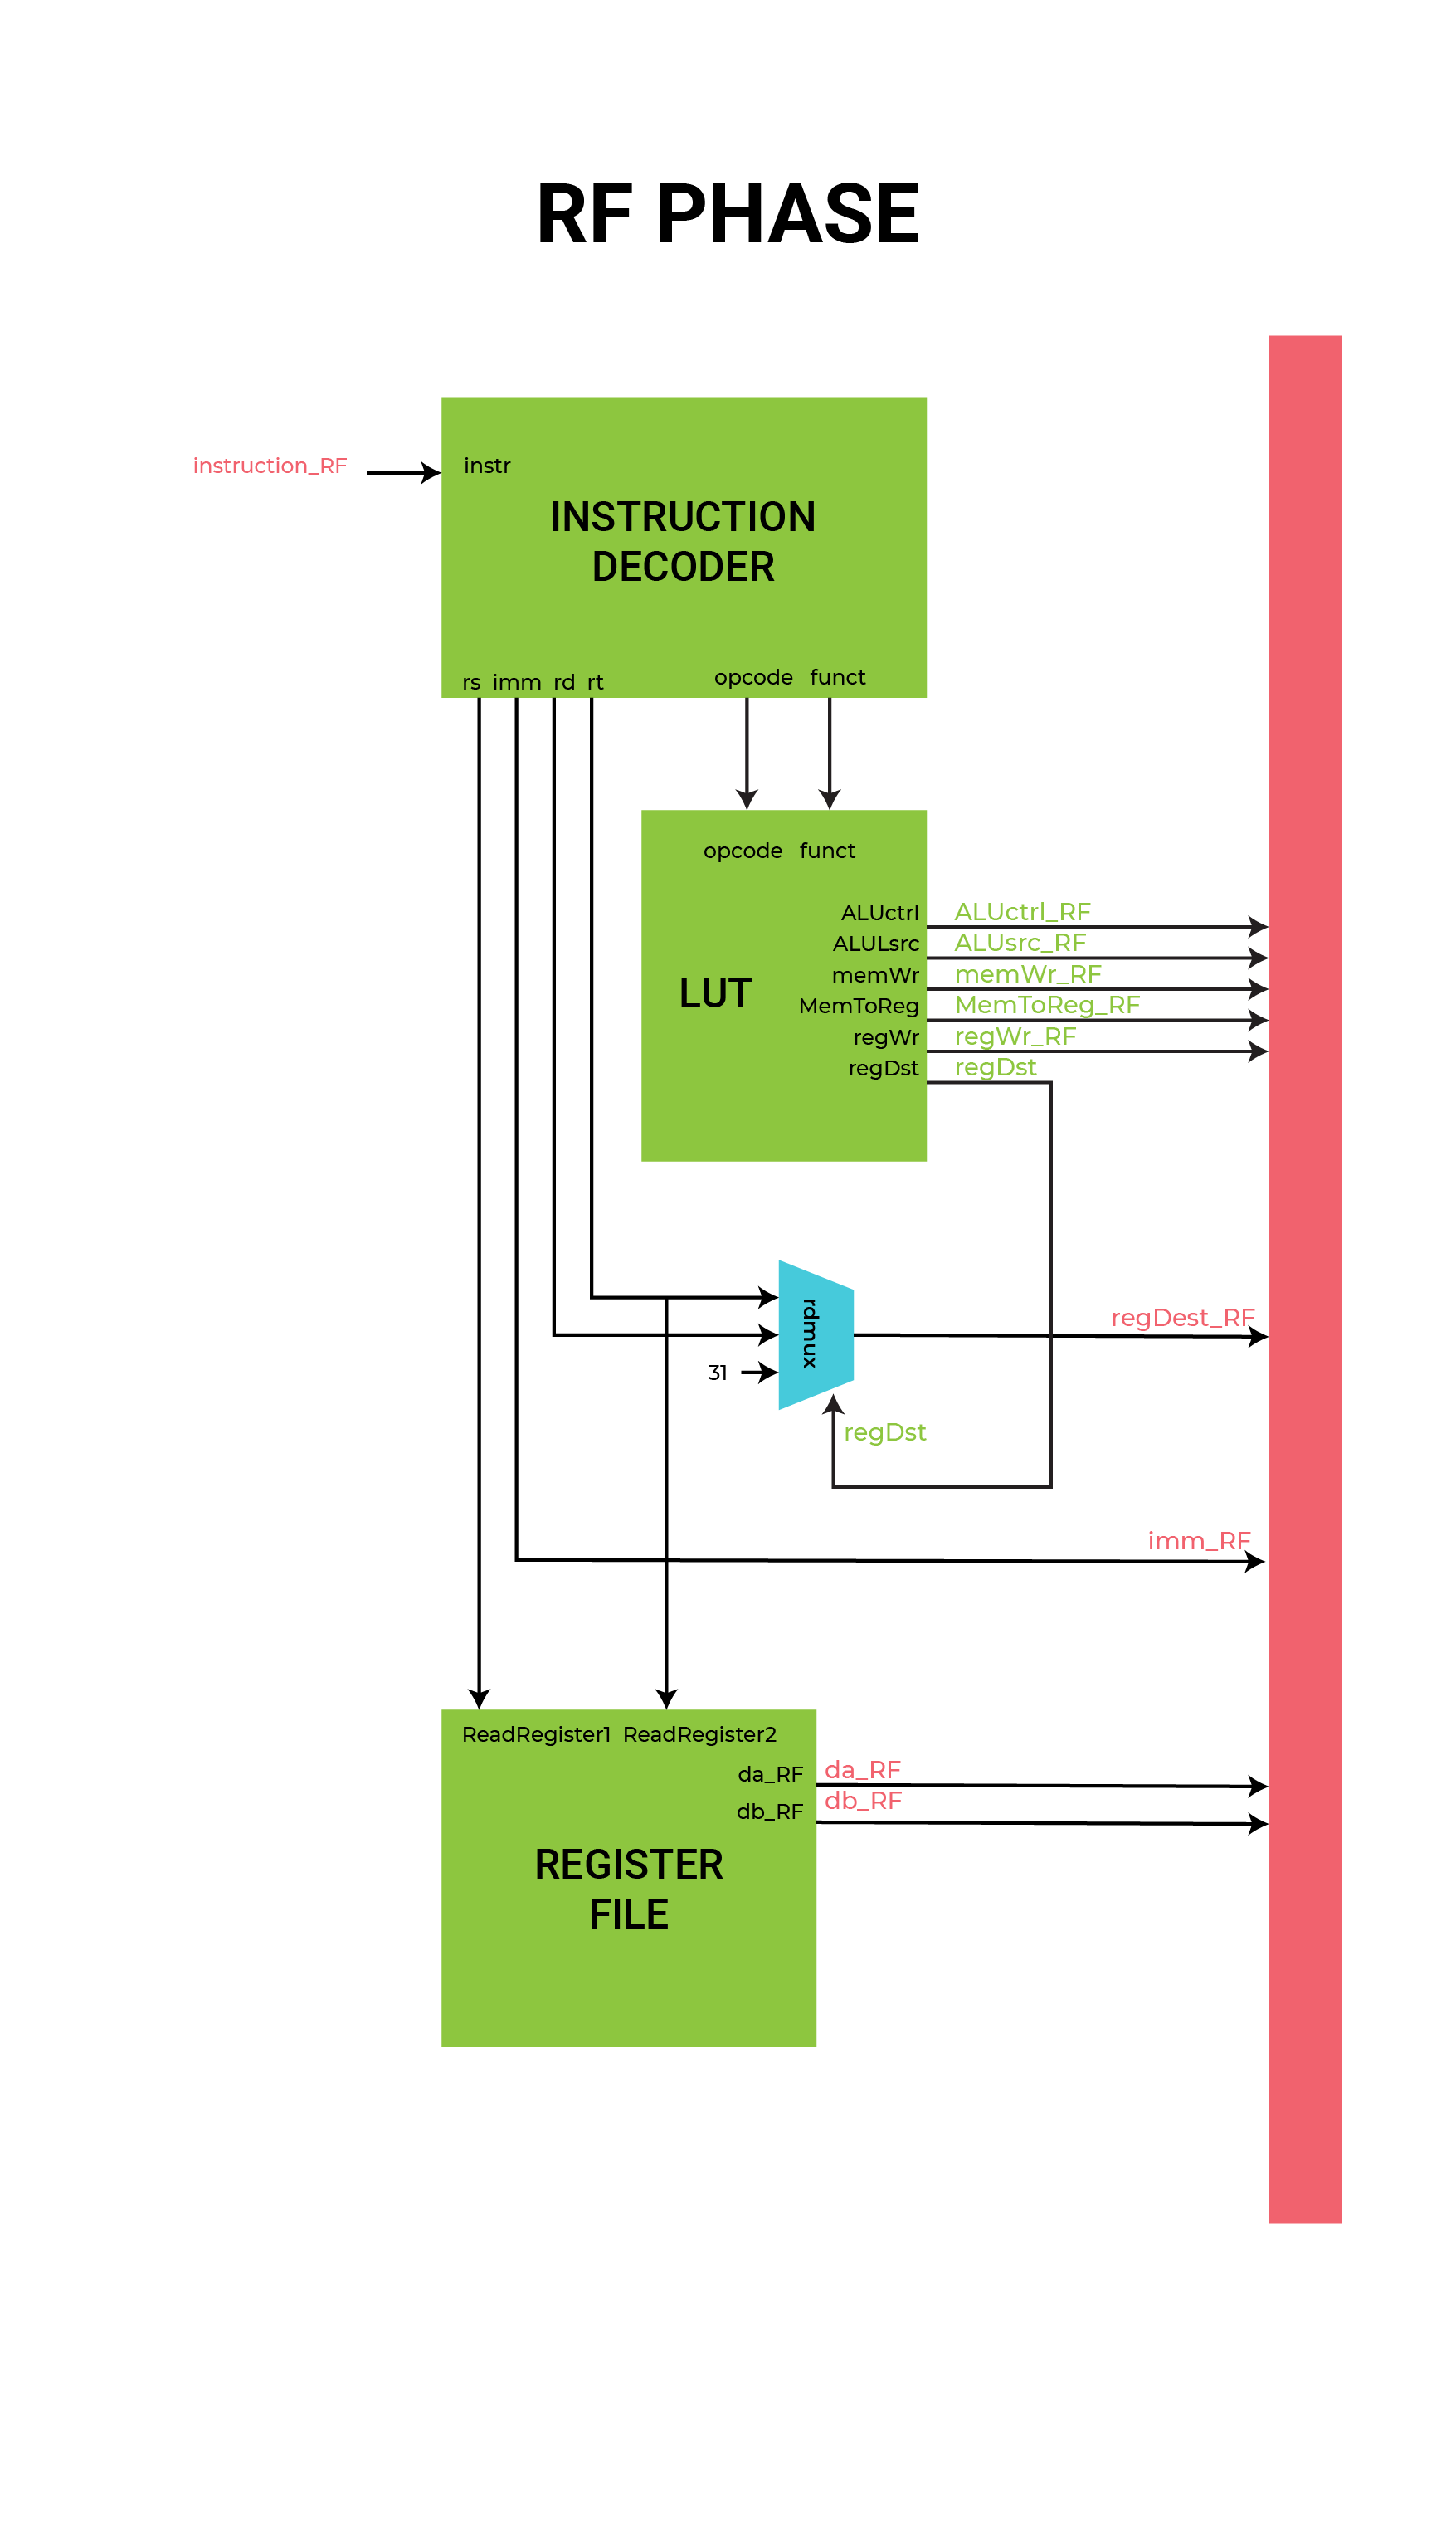 RF PHASE
instruction_RF
instr
INSTRUCTION
DECODER
rs imm rd rt
opcode funct
opcode funct
ALUctrl
ALUctrl_RF
ALULsrc
ALUsrc_RF
memWr
memWr_RF
LUT
MemToReg
MemToReg_RF
regWr
regWr_RF
regDst
regDst
rdmux
regDest_RF
31
regDst
imm_RF
ReadRegister1 ReadRegister2
da_RF
da_RF
db_RF
db_RF
REGISTER
FILE